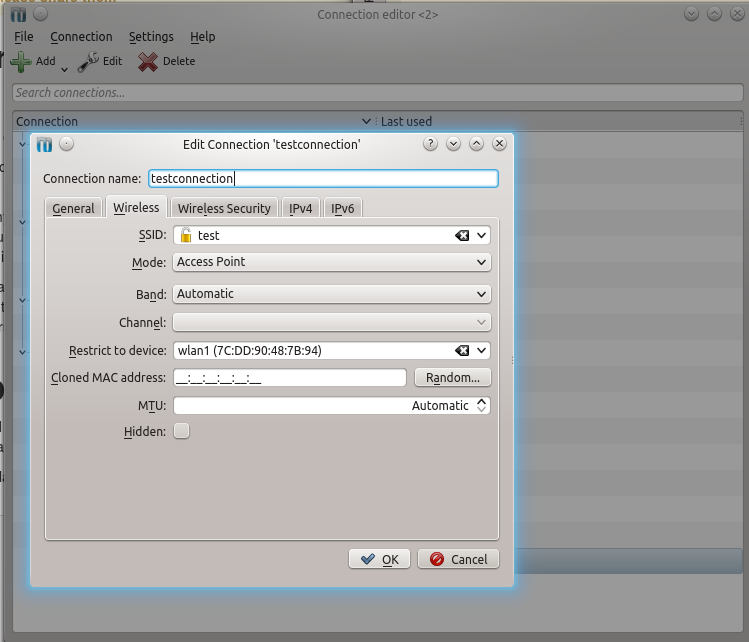 Connection editor <2>
File Connection Settings Help
Add Edit Delete
Search connections...
Connection Last used
Edit Connection 'testconnection'
Connection name: testconnection
General Wireless Wireless Security IPv4 IPv6
SSID: test
Mode: Access Point
Band: Automatic
Channel:
Restrict to device: wlan1 (7C:DD:90:48:7B:94)
Cloned MAC address: __:__:__:__:__:__ Random...
MTU: Automatic
Hidden:
OK Cancel